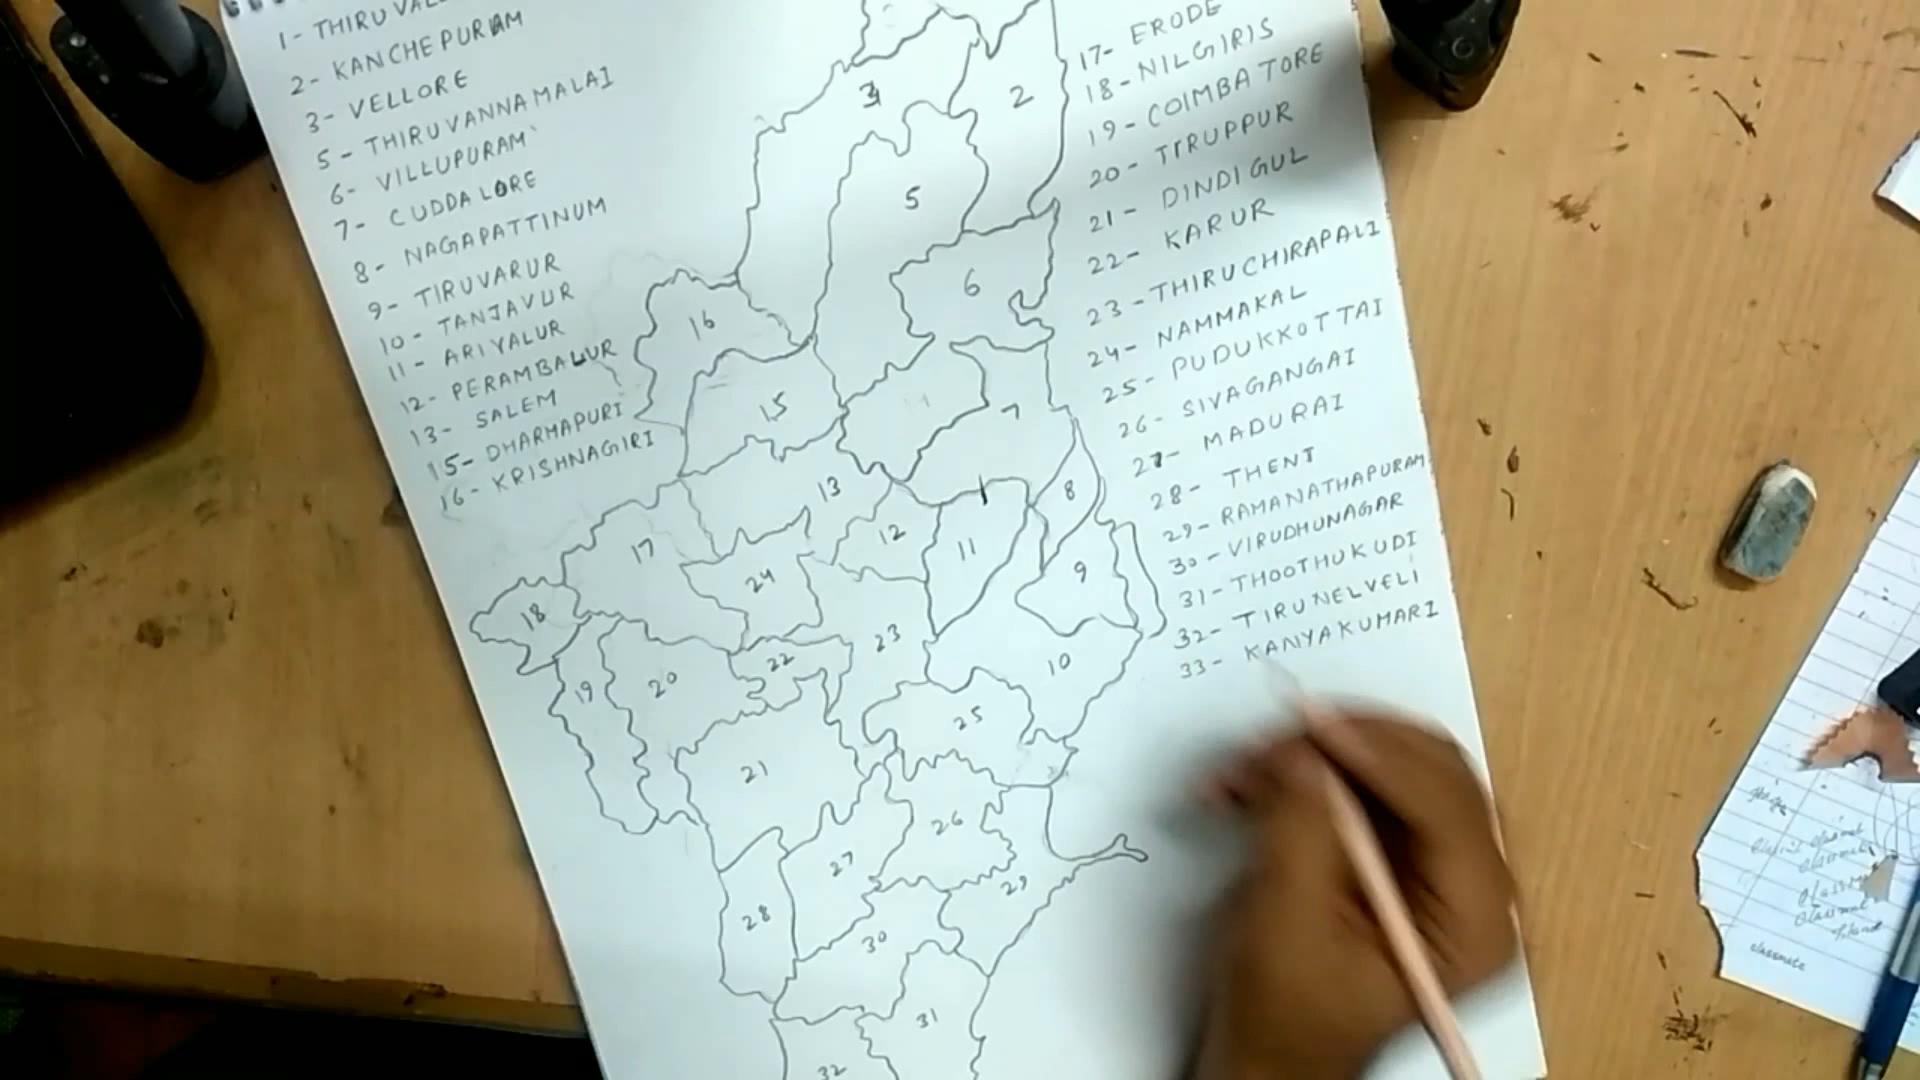 1- THIRUVAL
2- KANCHEPURAM
3- VELLORE
5- THIRUVANNAMALAI
6- VILLUPURAM
7- CUDDALORE
8- NAGAPATTINUM
9- TIRUVARUR
10- TANJAVUR
11- ARIYALUR
12- PERAMBALUR
13- SALEM
15- DHARMAPURI
16- KRISHNAGIRI
17- ERODE
18- NILGIRIS
19- COIMBATORE
20- TIRUPPUR
21- DINDIGUL
22- KARUR
23- THIRUCHIRAPALI
24- NAMMAKAL
25- PUDUKKOTTAI
26- SIVAGANGAI
27- MADURAI
28- THENI
29- RAMANATHAPURAM
30- VIRUDHUNAGAR
31- THOOTHUKUDI
32- TIRUNELVELI
33- KANYAKUMARI
3
2
5
6
16
15
7
13
8
12
11
17
24
9
18
23
22
10
19
20
25
21
26
27
29
28
30
31
32
classmate